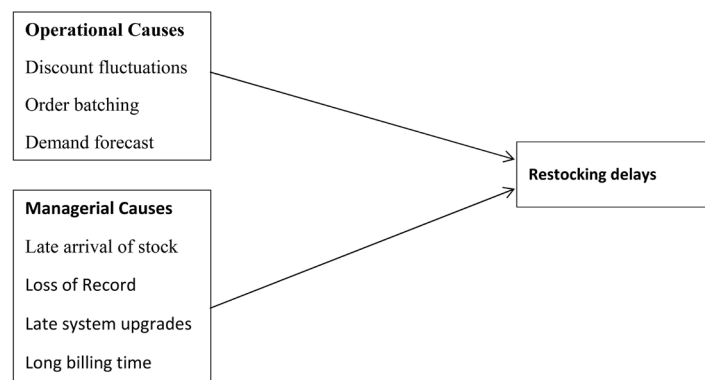 Operational Causes
Discount fluctuations
Order batching
Demand forecast
Restocking delays
Managerial Causes
Late arrival of stock
Loss of Record
Late system upgrades
Long billing time